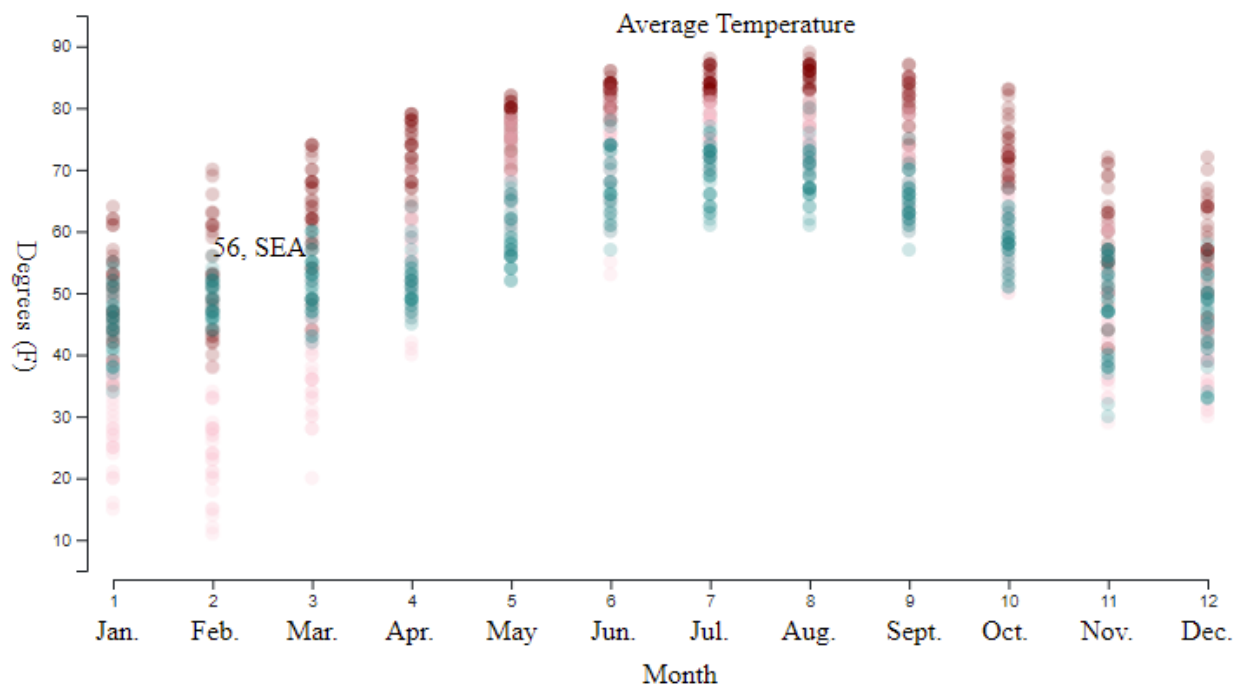 Average Temperature
90
80
70
60
50
40
30
20
10
Degrees (F)
56, SEA
1 2 3 4 5 6 7 8 9 10 11 12
Jan. Feb. Mar. Apr. May Jun. Jul. Aug. Sept. Oct. Nov. Dec.
Month